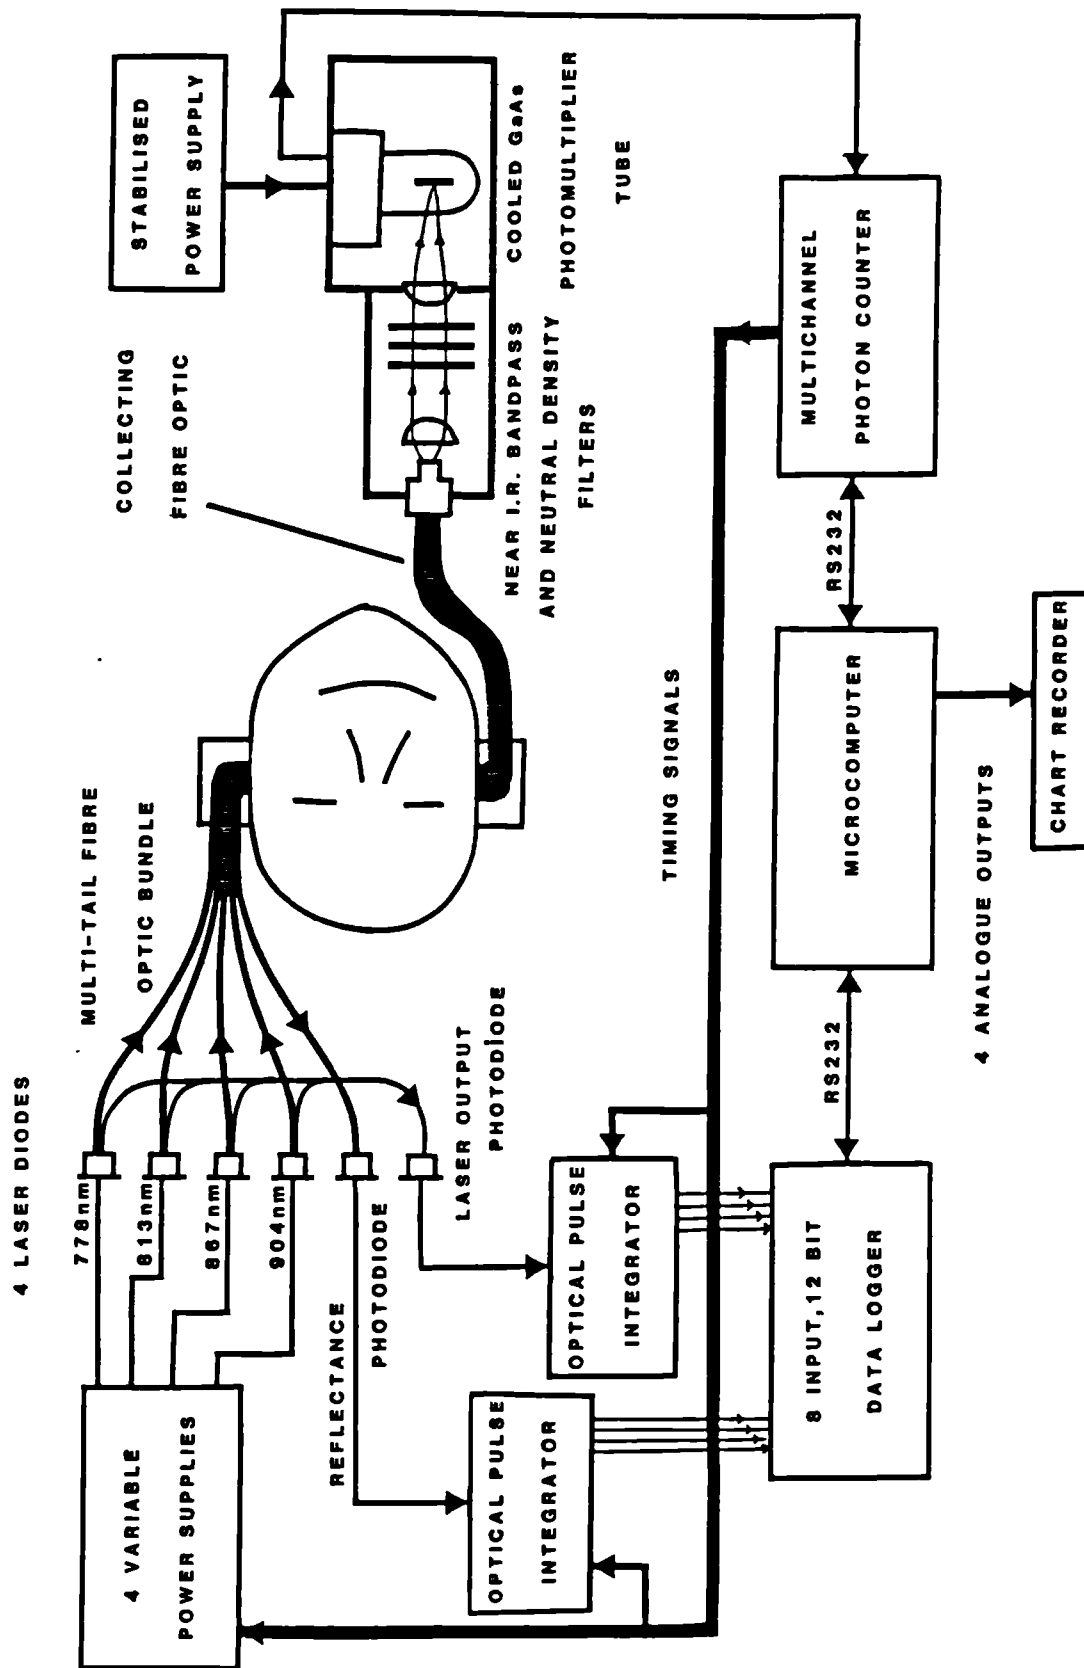 4 LASER DIODES
778nm
813nm
867nm
904nm
4 VARIABLE
POWER SUPPLIES
MULTI-TAIL FIBRE
OPTIC BUNDLE
COLLECTING
FIBRE OPTIC
STABILISED
POWER SUPPLY
REFLECTANCE
PHOTODIODE
LASER OUTPUT
PHOTODIODE
NEAR I.R. BANDPASS
AND NEUTRAL DENSITY
FILTERS
COOLED GaAs
PHOTOMULTIPLIER
TUBE
OPTICAL PULSE
INTEGRATOR
OPTICAL PULSE
INTEGRATOR
TIMING SIGNALS
8 INPUT,12 BIT
DATA LOGGER
RS232
MICROCOMPUTER
RS232
MULTICHANNEL
PHOTON COUNTER
4 ANALOGUE OUTPUTS
CHART RECORDER